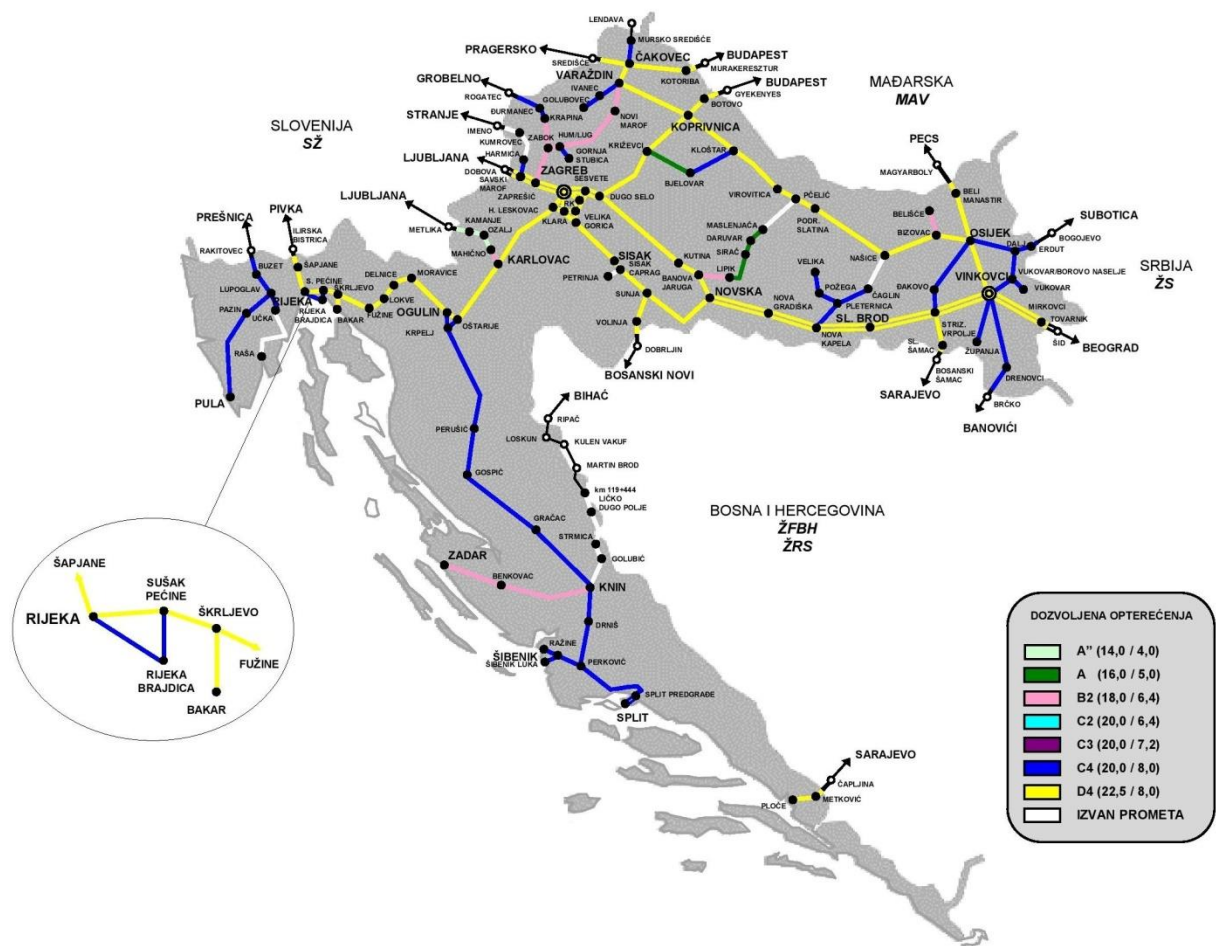 LENDAVA
MURSKO SREDIŠĆE
PRAGERSKO
SREDIŠĆE
ČAKOVEC
BUDAPEST
MURAKERESZTUR
KOTORIBA
GROBELNO
ROGATEC
VARAŽDIN
IVANEC
GOLUBOVEC
BUDAPEST
GYEKENYES
BOTOVO
MAĐARSKA
MAV
ĐURMANEC
KRAPINA
NOVI
MAROF
KOPRIVNICA
STRANJE
IMENO
KUMROVEC
HARMICA
ZABOK
HUM/LUG
GORNJA
STUBICA
SLOVENIJA
SŽ
KRIŽEVCI
KLOŠTAR
BJELOVAR
PECS
MAGYARBOLY
BELI
MANASTIR
LJUBLJANA
DOBOVA
SAVSKI
MAROF
ZAPREŠIĆ
ZAGREB
SESVETE
DUGO SELO
VIROVITICA
PČELIĆ
PODR.
SLATINA
BELIŠĆE
BIZOVAC
OSIJEK
SUBOTICA
BOGOJEVO
DALJ
ERDUT
LJUBLJANA
METLIKA
KAMANJE
OZALJ
MAHIČNO
H. LESKOVAC
RK
KLARA
VELIKA
GORICA
MASLENJAČA
DARUVAR
SIRAČ
LIPIK
PREŠNICA
RAKITOVEC
BUZET
PIVKA
ILIRSKA
BISTRICA
ŠAPJANE
KARLOVAC
SISAK
SISAK
CAPRAG
PETRINJA
SUNJA
KUTINA
BANOVA
JARUGA
NOVSKA
VELIKA
POŽEGA
PLETERNICA
NAŠICE
ČAGLIN
ĐAKOVO
VINKOVCI
VUKOVAR/BOROVO NASELJE
VUKOVAR
SRBIJA
ŽS
LUPOGLAV
PAZIN
UČKA
RAŠA
PULA
RIJEKA
S. PEĆINE
RIJEKA
BRAJDICA
ŠKRLJEVO
BAKAR
FUŽINE
LOKVE
DELNICE
MORAVICE
OGULIN
KRPELJ
OŠTARIJE
VOLINJA
DOBRLJIN
BOSANSKI NOVI
NOVA
GRADIŠKA
NOVA
KAPELA
SL. BROD
STRIZ.
VRPOLJE
SL.
ŠAMAC
BOSANSKI
ŠAMAC
SARAJEVO
ŽUPANJA
DRENOVCI
BRČKO
BANOVIĆI
MIRKOVCI
TOVARNIK
ŠID
BEOGRAD
BIHAĆ
RIPAČ
LOSKUN
KULEN VAKUF
MARTIN BROD
km 119+444
LIČKO
DUGO POLJE
STRMICA
GOLUBIĆ
PERUŠIĆ
GOSPIĆ
GRAČAC
ZADAR
BENKOVAC
KNIN
DRNIŠ
RAŽINE
ŠIBENIK
ŠIBENIK LUKA
PERKOVIĆ
SPLIT PREDGRAĐE
SPLIT
BOSNA I HERCEGOVINA
ŽFBH
ŽRS
SARAJEVO
ČAPLJINA
METKOVIĆ
PLOČE
ŠAPJANE
RIJEKA
SUŠAK
PEĆINE
ŠKRLJEVO
FUŽINE
RIJEKA
BRAJDICA
BAKAR
DOZVOLJENA OPTEREĆENJA
A" (14,0 / 4,0)
A (16,0 / 5,0)
B2 (18,0 / 6,4)
C2 (20,0 / 6,4)
C3 (20,0 / 7,2)
C4 (20,0 / 8,0)
D4 (22,5 / 8,0)
IZVAN PROMETA